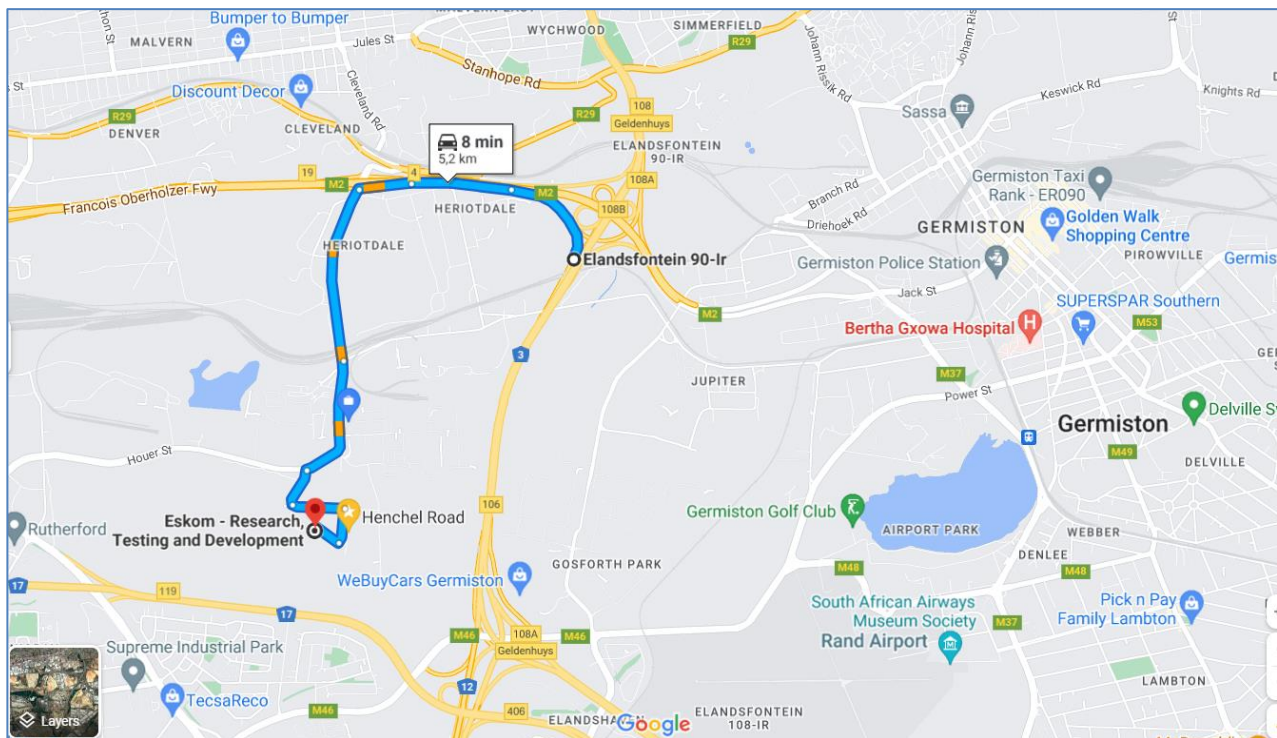 Bumper to Bumper
MALVERN
Jules St
WYCHWOOD
SIMMERFIELD
R29
Johann Rissik
Stanhope Rd
Keswick Rd
Knights Rd
Discount Decor
Cleveland Rd
108
Geldenhuys
Sassa
R29
DENVER
CLEVELAND
8 min
5,2 km
ELANDSFONTEIN
90-IR
19
4
M2
M2
108A
108B
Branch Rd
Driehoek Rd
Germiston Taxi
Rank - ER090
Francois Oberholzer Fwy
HERIOTDALE
HERIOTDALE
GERMISTON
Golden Walk
Shopping Centre
PIROWVILLE
Elandsfontein 90-Ir
Germiston Police Station
Jack St
M2
SUPERSPAR Southern
Bertha Gxowa Hospital
M53
3
JUPITER
M37
Power St
Germiston
Delville
M49
DELVILLE
Houer St
106
Rutherford
Eskom - Research,
Testing and Development
Henchel Road
Germiston Golf Club
AIRPORT PARK
WEBBER
DENLEE
M48
M48
GOSFORTH PARK
WeBuyCars Germiston
17
119
17
South African Airways
Museum Society
Rand Airport
M37
Pick n Pay
Family Lambton
M46
108A
M46
Geldenhuys
Supreme Industrial Park
TecsaReco
LAMBTON
12
M46
406
ELANDSHAVEN
Google
ELANDSFONTEIN
108-IR
Layers